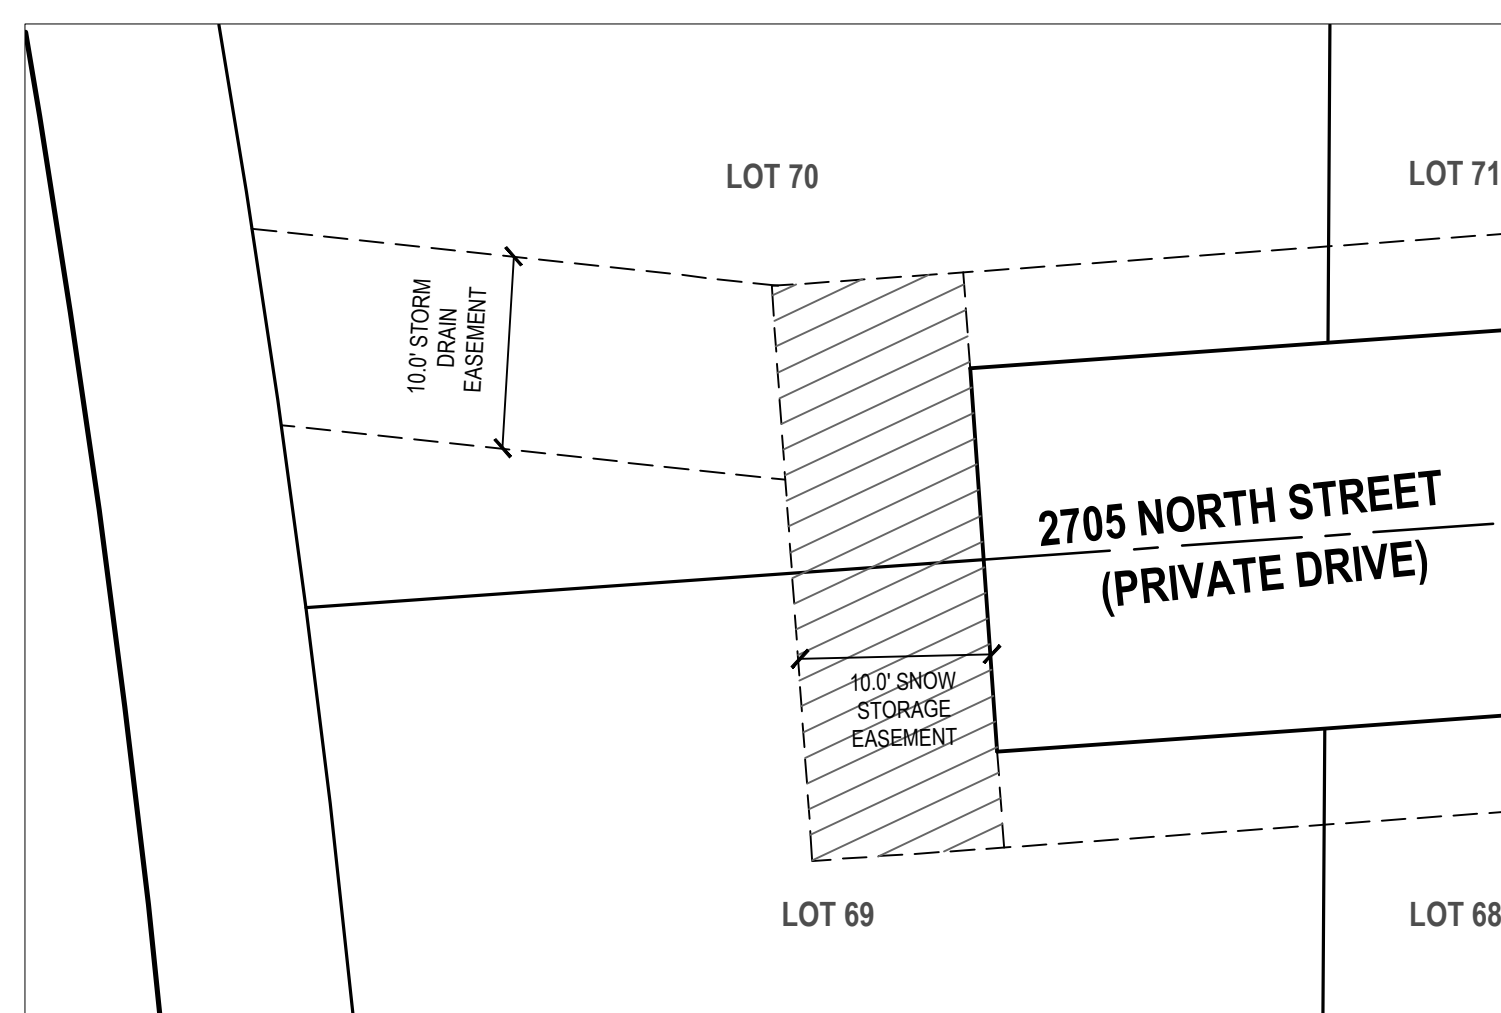 LOT 70
LOT 71
10.0' STORM
DRAIN
EASEMENT
2705 NORTH STREET
(PRIVATE DRIVE)
10.0' SNOW
STORAGE
EASEMENT
LOT 69
LOT 68